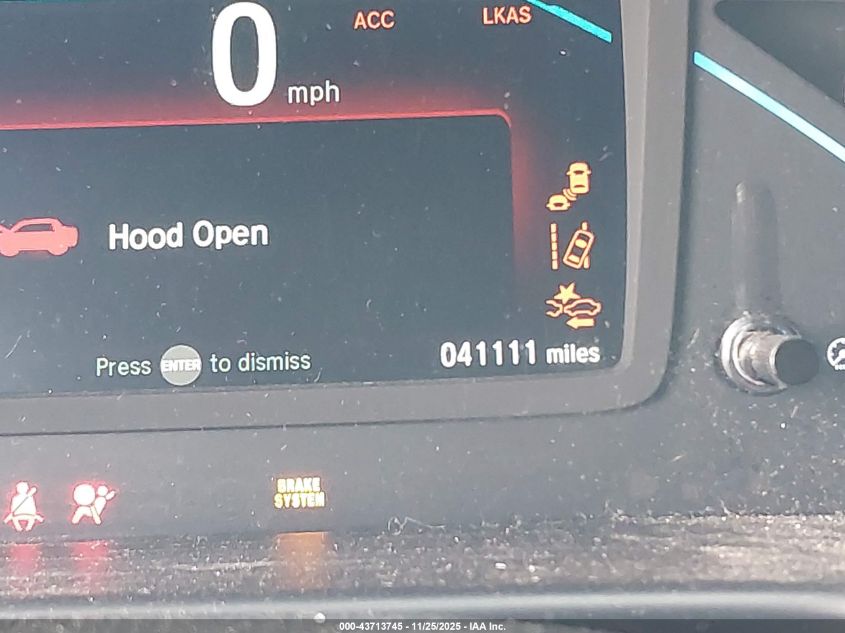 ACC LKAS
0 mph
Hood Open
Press ENTER to dismiss
041111 miles
BRAKE
SYSTEM
000-43713745 - 11/25/2025 - IAA Inc.